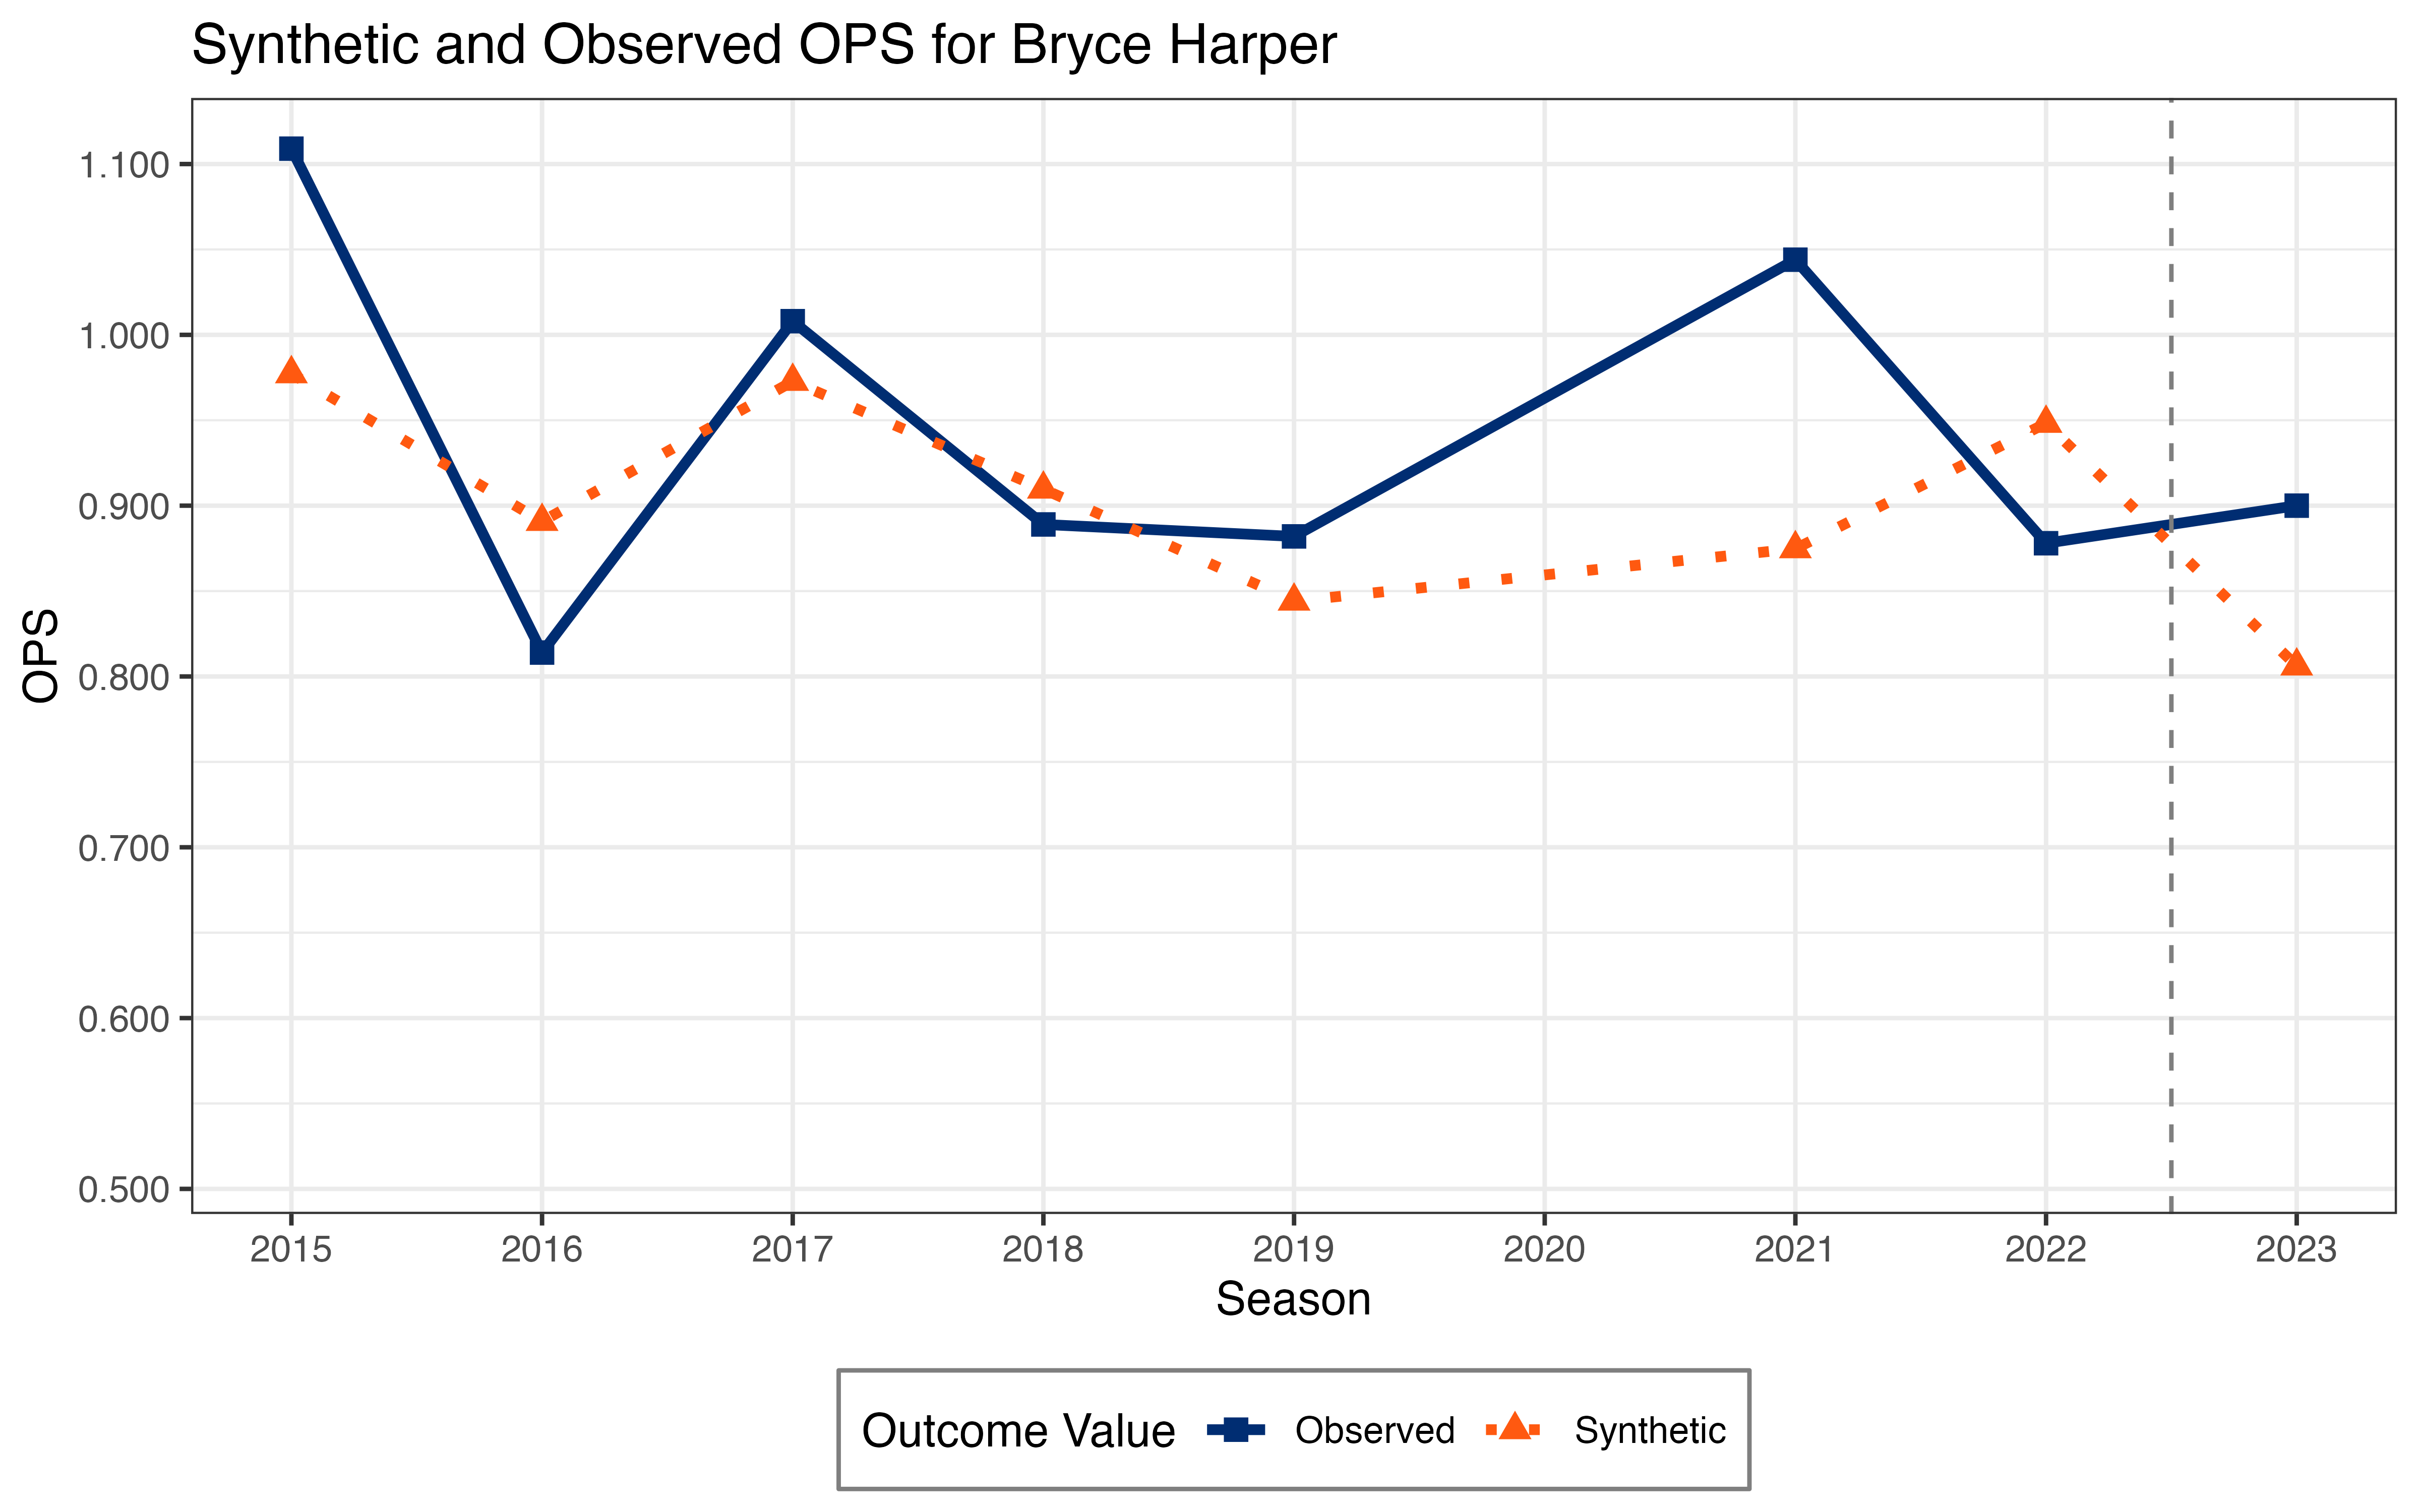 Synthetic and Observed OPS for Bryce Harper
1.100
1.000
0.900
0.800
0.700
0.600
0.500
OPS
2015 2016 2017 2018 2019 2020 2021 2022 2023
Season
Outcome Value Observed Synthetic